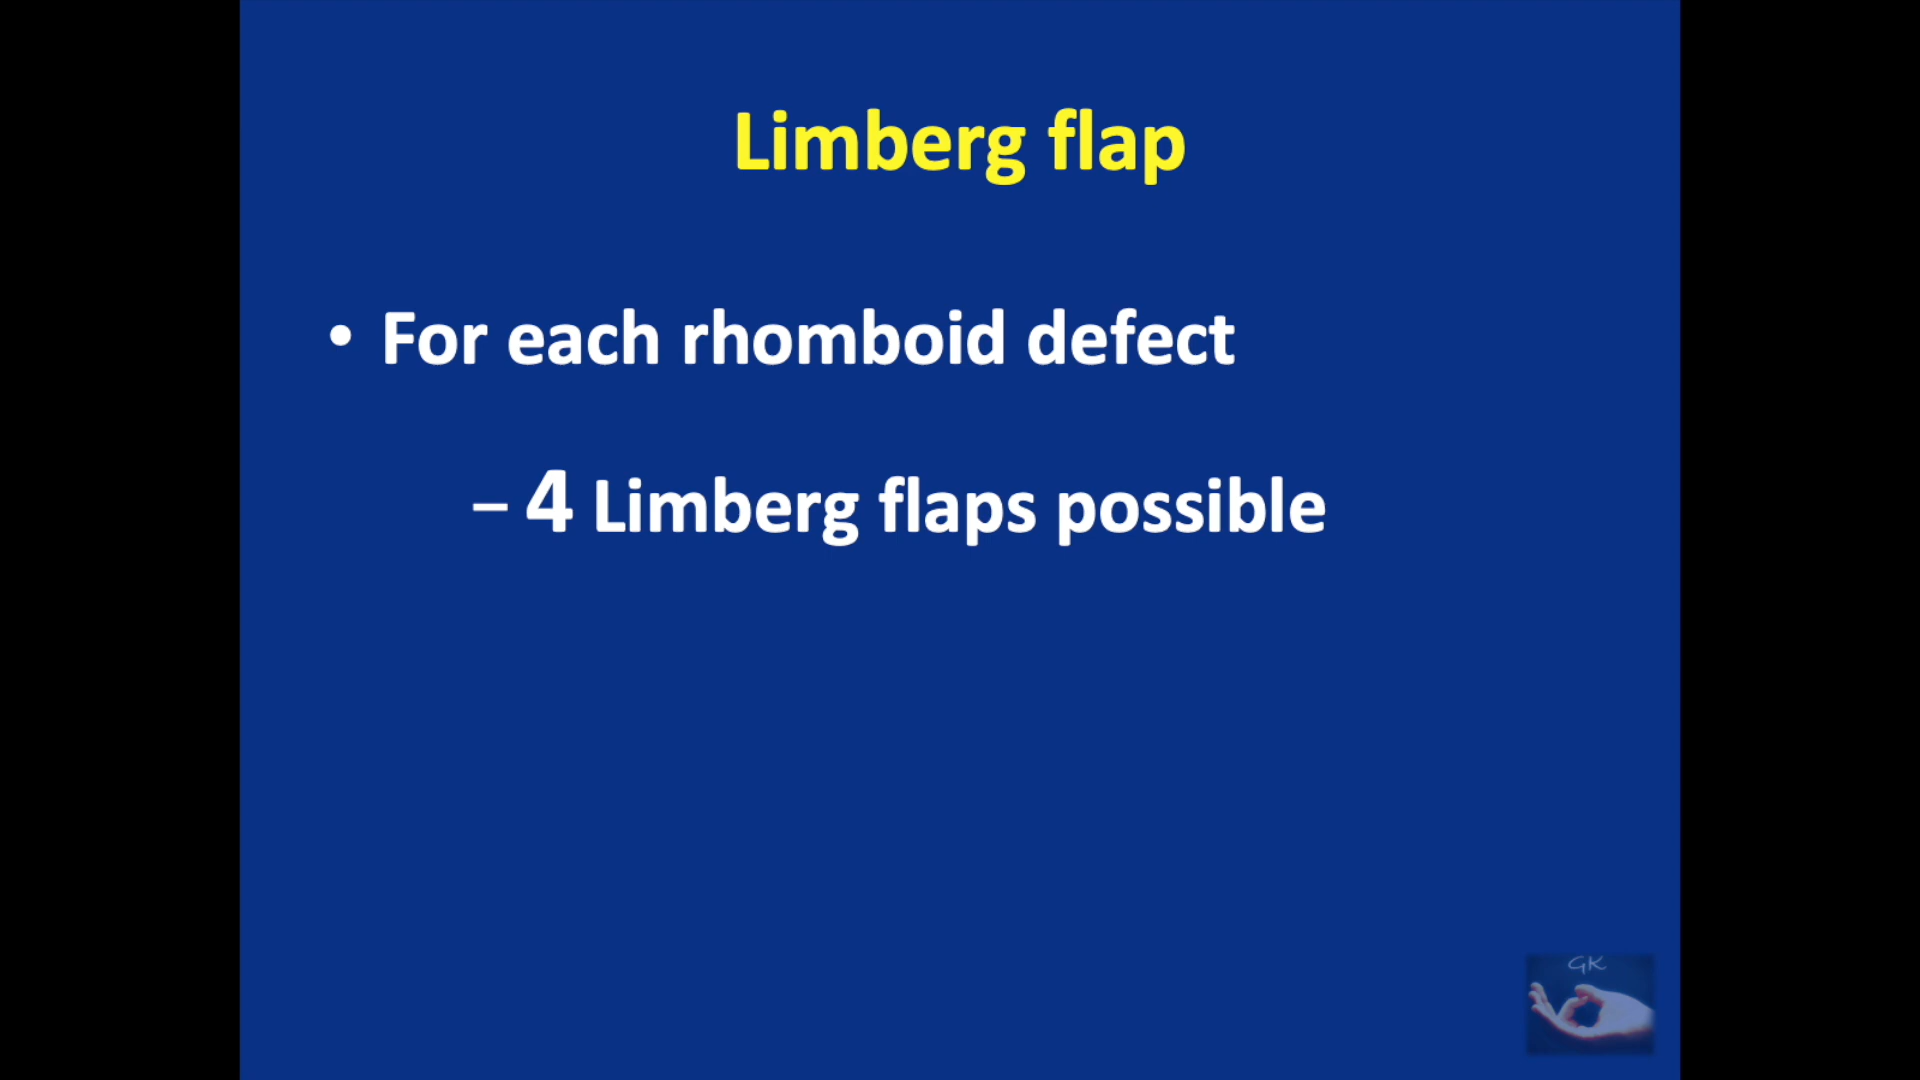 Limberg flap
• For each rhomboid defect
– 4 Limberg flaps possible
GK